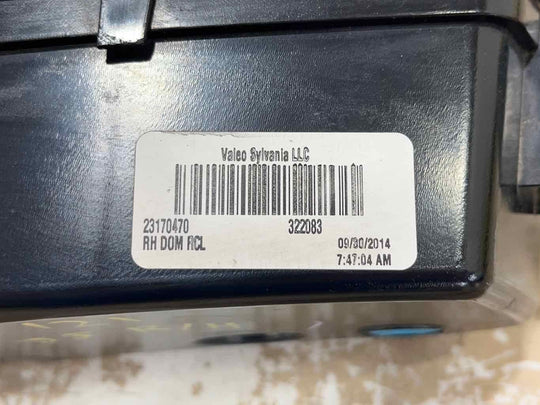 Valeo Sylvania LLC
23170470 322083
RH DOM RCL 09/30/2014
7:47:04 AM